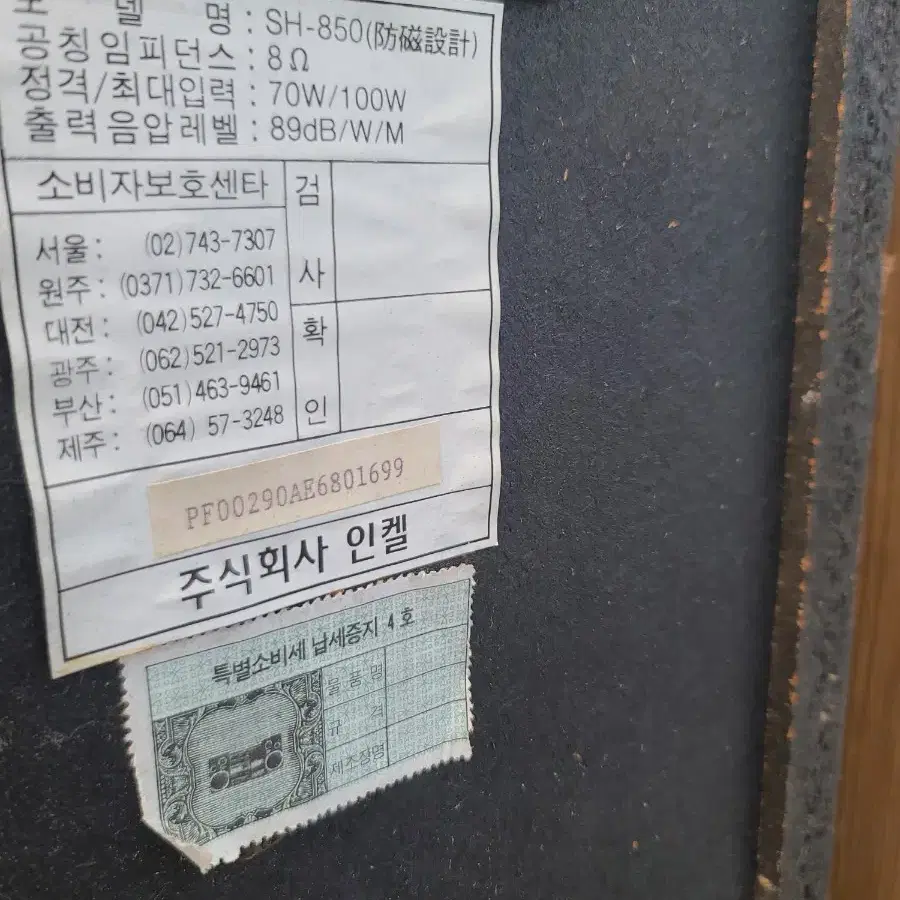 모 델 명 : SH-850(防磁設計)
공칭임피던스 : 8Ω
정격/최대입력 : 70W/100W
출력음압레벨 : 89dB/W/M
소비자보호센타
서울 : (02)743-7307
원주 : (0371)732-6601
대전 : (042)527-4750
광주 : (062)521-2973
부산 : (051)463-9461
제주 : (064) 57-3248
검사확인
PF00290AE6801699
주식회사 인켈
특별소비세 납세증지 4 호
물 품 명
규 격
제조장명